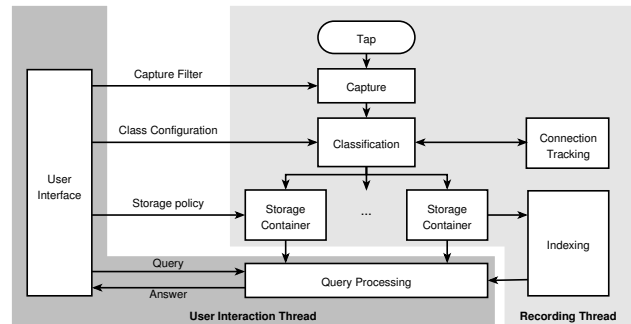 Tap
Capture Filter
Capture
Class Configuration
Classification
Connection
Tracking
User
Interface
Storage policy
Storage
Container
...
Storage
Container
Indexing
Query
Query Processing
Answer
User Interaction Thread
Recording Thread